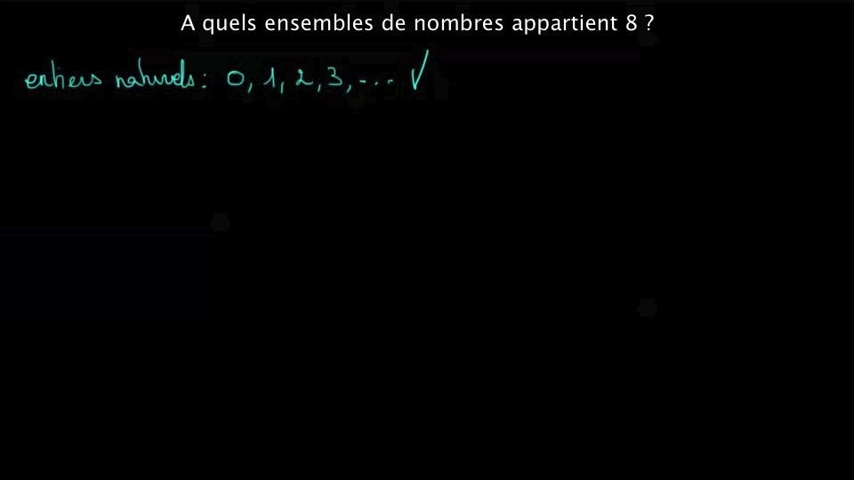 A quels ensembles de nombres appartient 8 ?
entiers naturels : 0, 1, 2, 3, ... ✓